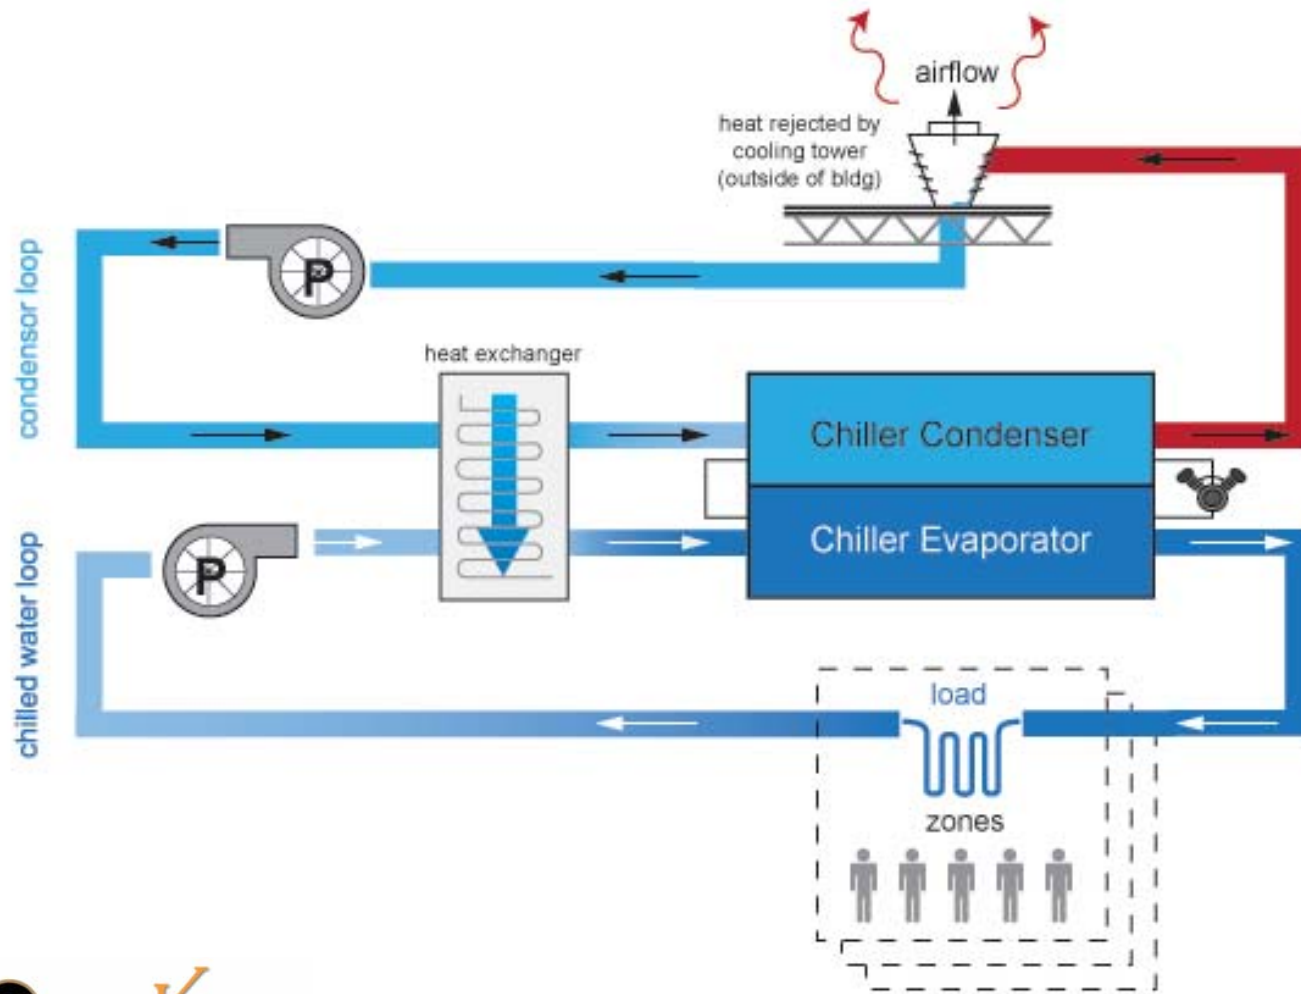 airflow
heat rejected by
cooling tower
(outside of bldg)
condensor loop
P
heat exchanger
Chiller Condenser
Chiller Evaporator
P
chilled water loop
load
zones